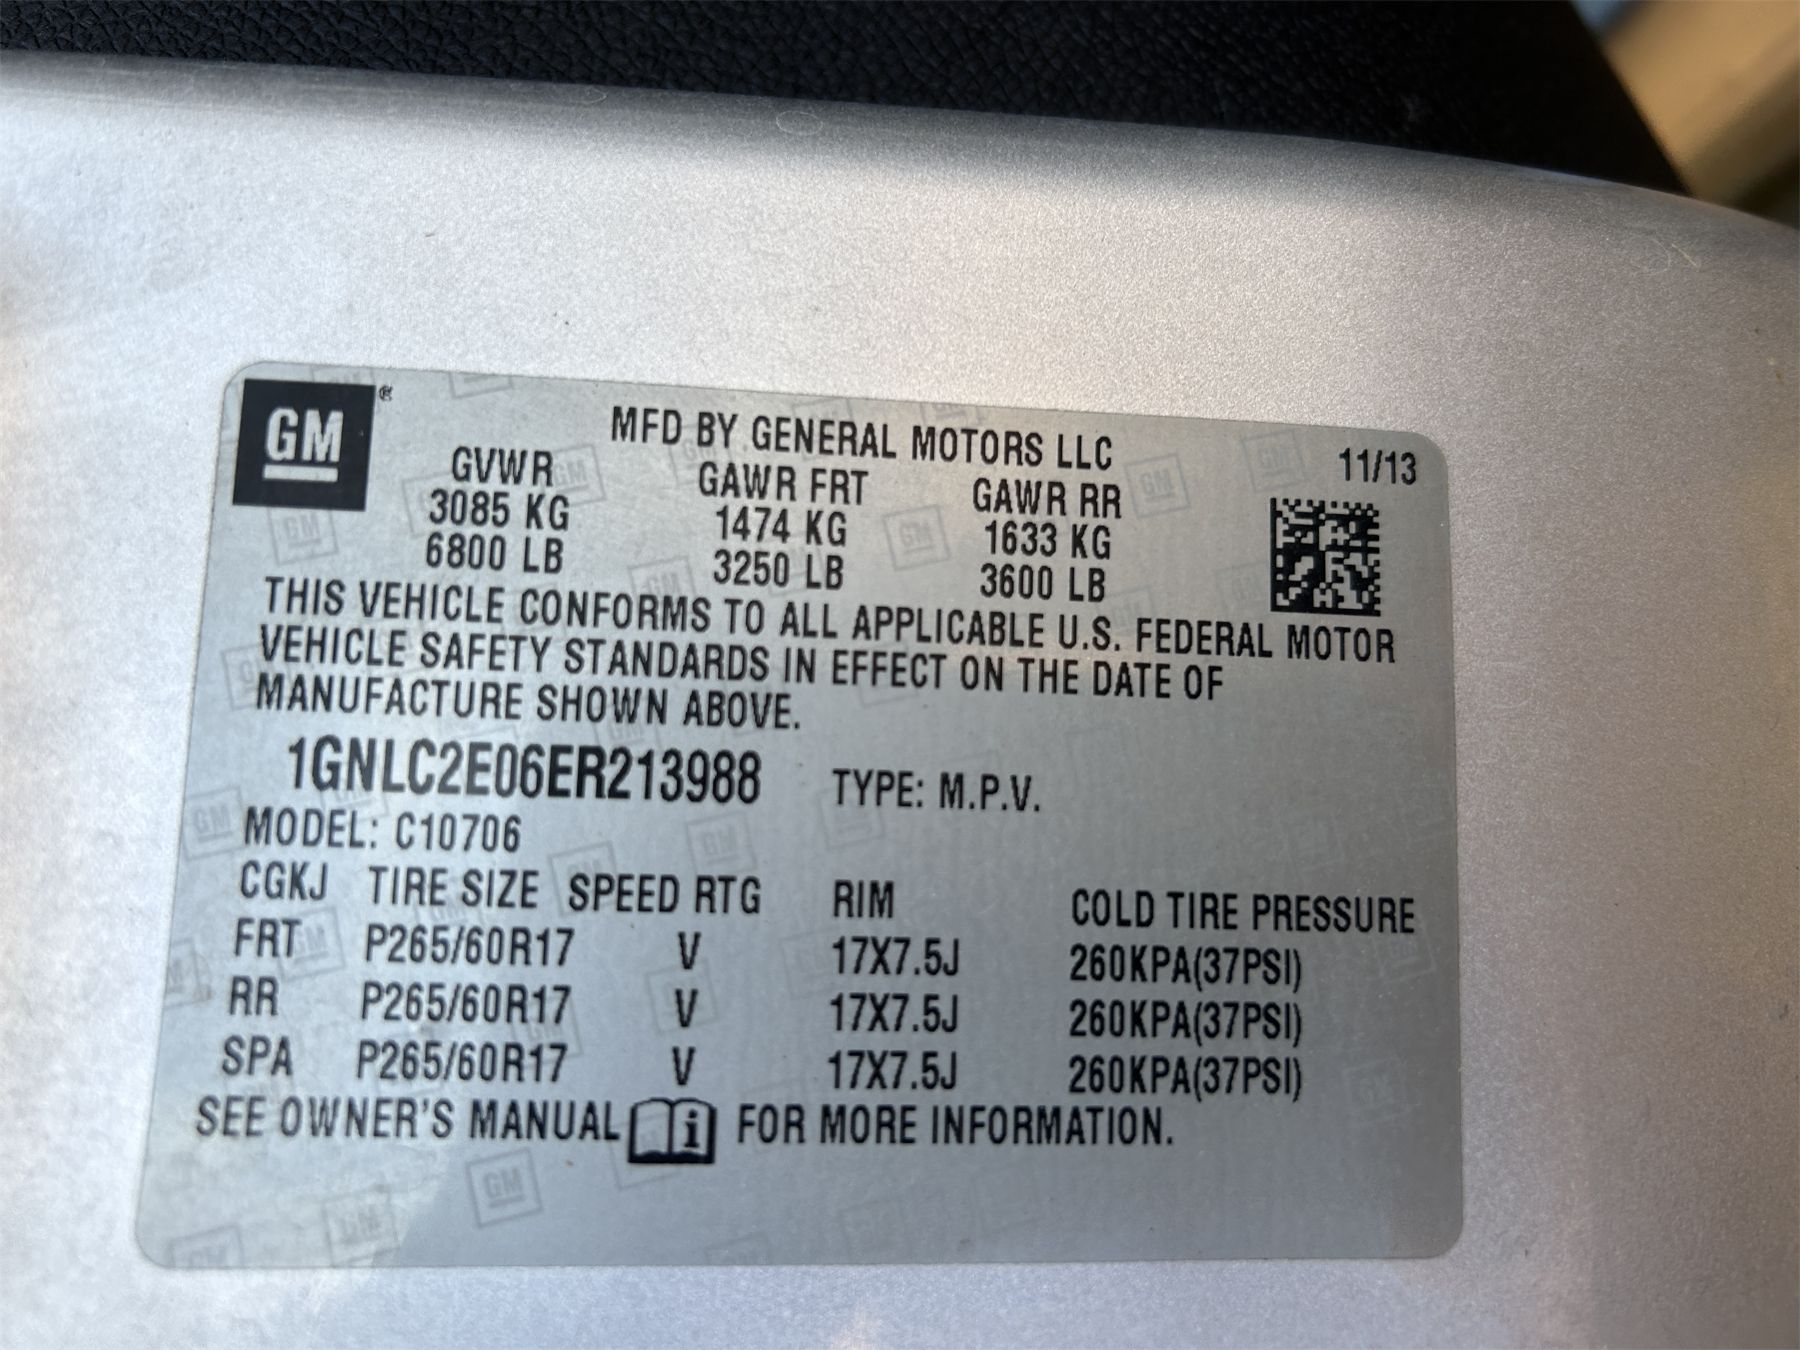 GM
MFD BY GENERAL MOTORS LLC
11/13
GVWR GAWR FRT GAWR RR
3085 KG 1474 KG 1633 KG
6800 LB 3250 LB 3600 LB
THIS VEHICLE CONFORMS TO ALL APPLICABLE U.S. FEDERAL MOTOR
VEHICLE SAFETY STANDARDS IN EFFECT ON THE DATE OF
MANUFACTURE SHOWN ABOVE.
1GNLC2E06ER213988 TYPE: M.P.V.
MODEL: C10706
CGKJ TIRE SIZE SPEED RTG RIM COLD TIRE PRESSURE
FRT P265/60R17 V 17X7.5J 260KPA(37PSI)
RR P265/60R17 V 17X7.5J 260KPA(37PSI)
SPA P265/60R17 V 17X7.5J 260KPA(37PSI)
SEE OWNER'S MANUAL i FOR MORE INFORMATION.